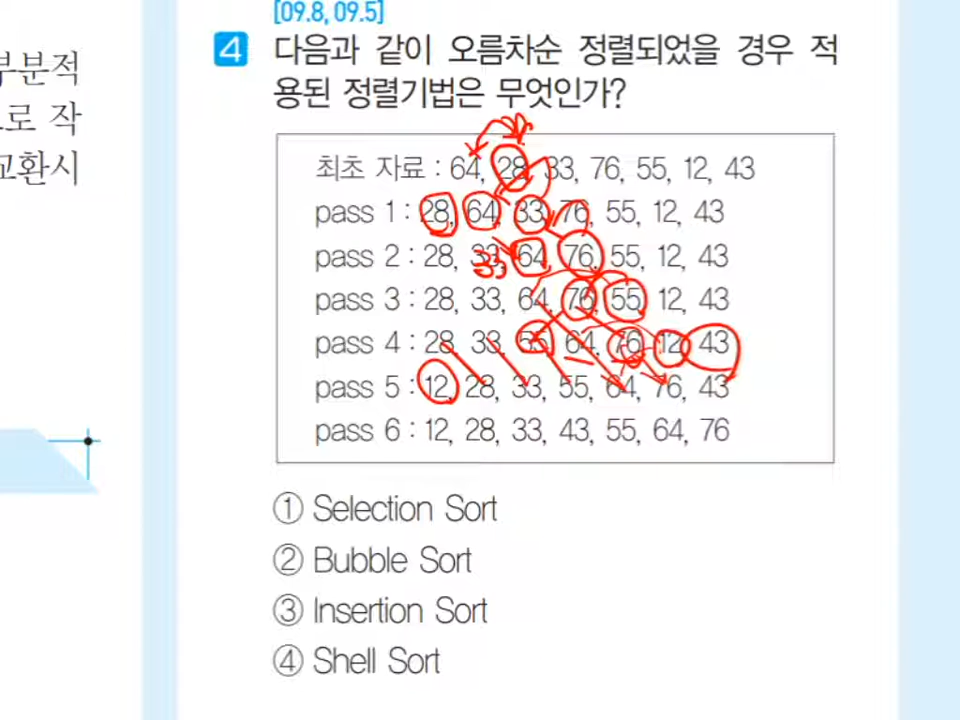 부분적
로 작
교환시
[09.8, 09.5]
4 다음과 같이 오름차순 정렬되었을 경우 적
용된 정렬기법은 무엇인가?
최초 자료 : 64, 28, 33, 76, 55, 12, 43
pass 1 : 28, 64, 33, 76, 55, 12, 43
pass 2 : 28, 33, 64, 76, 55, 12, 43
33
pass 3 : 28, 33, 64, 76, 55, 12, 43
pass 4 : 28, 33, 55, 64, 76, 12, 43
pass 5 : 12, 28, 33, 55, 64, 76, 43
pass 6 : 12, 28, 33, 43, 55, 64, 76
① Selection Sort
② Bubble Sort
③ Insertion Sort
④ Shell Sort